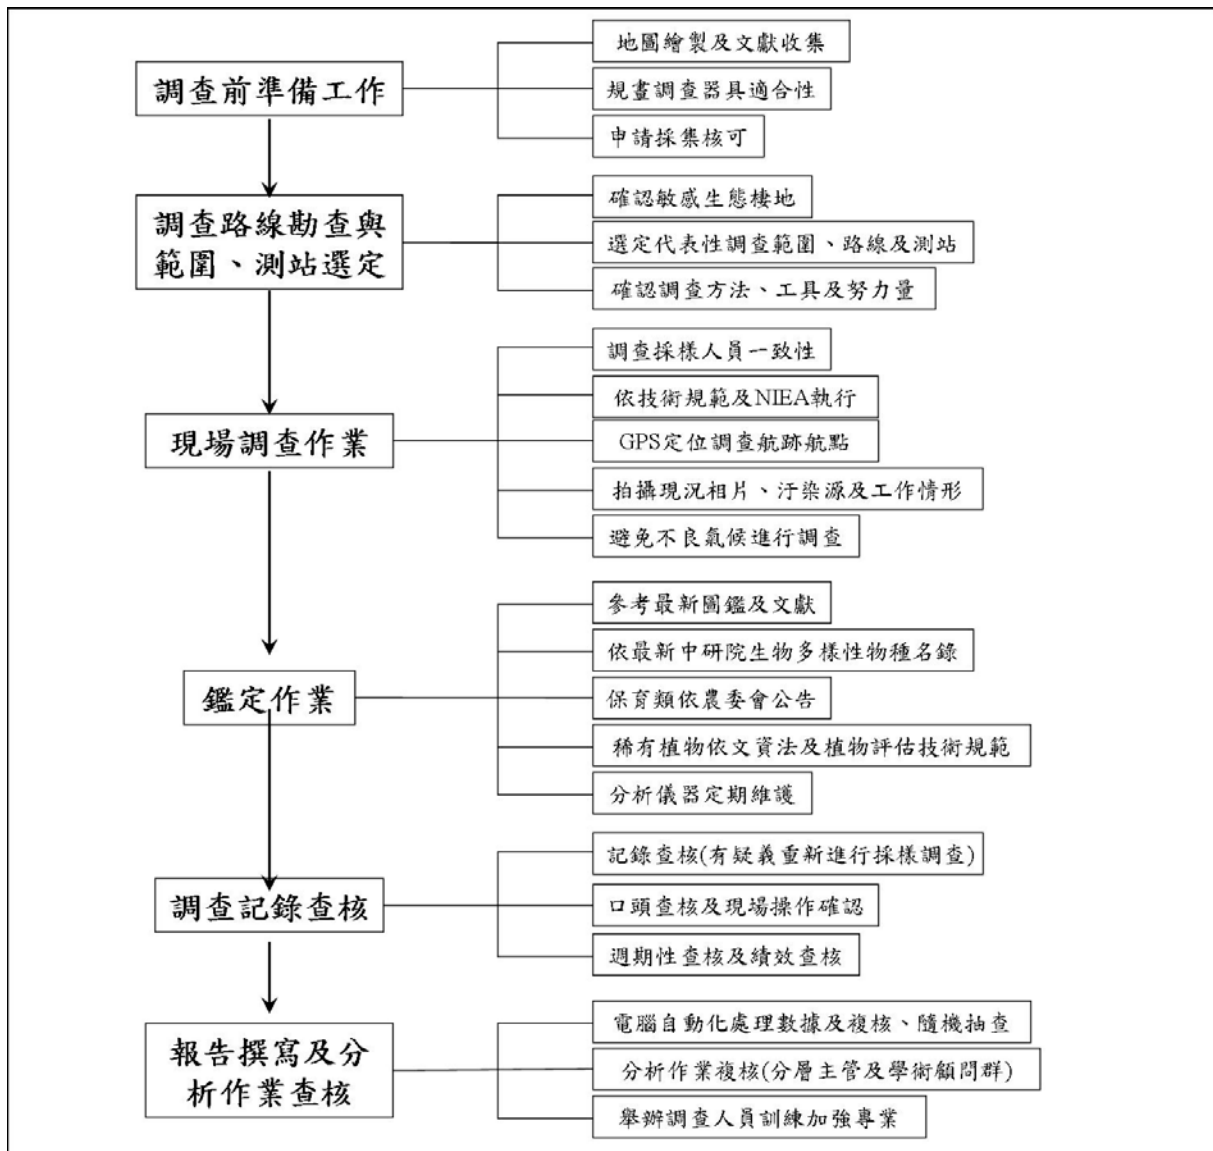 調查前準備工作
地圖繪製及文獻收集
規畫調查器具適合性
申請採集核可
調查路線勘查與
範圍、測站選定
確認敏感生態棲地
選定代表性調查範圍、路線及測站
確認調查方法、工具及努力量
現場調查作業
調查採樣人員一致性
依技術規範及NIEA執行
GPS定位調查航跡航點
拍攝現況相片、汙染源及工作情形
避免不良氣候進行調查
鑑定作業
參考最新圖鑑及文獻
依最新中研院生物多樣性物種名錄
保育類依農委會公告
稀有植物依文資法及植物評估技術規範
分析儀器定期維護
調查記錄查核
記錄查核(有疑義重新進行採樣調查)
口頭查核及現場操作確認
週期性查核及績效查核
報告撰寫及分
析作業查核
電腦自動化處理數據及複核、隨機抽查
分析作業複核(分層主管及學術顧問群)
舉辦調查人員訓練加強專業